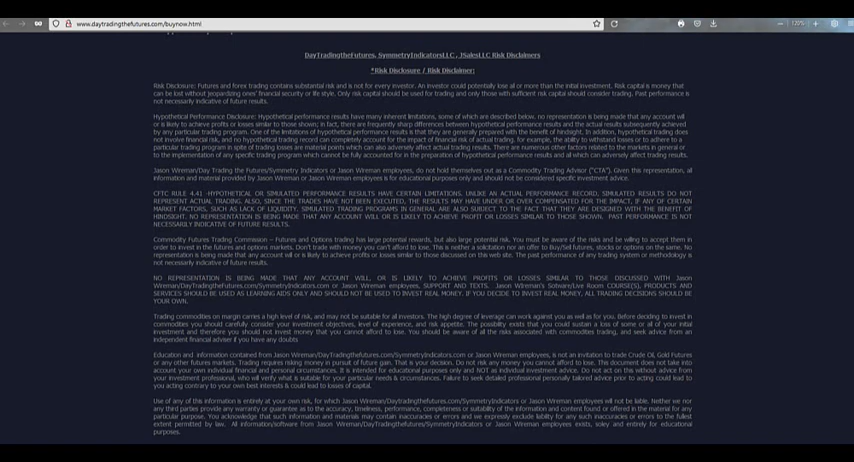 www.daytradingthefutures.com/buynow.html
120%
DayTradingtheFutures, SymmetryIndicatorsLLC, JSalesLLC Risk Disclaimers
*Risk Disclosure / Risk Disclaimer:
Risk Disclosure: Futures and forex trading contains substantial risk and is not for every investor. An investor could potentially lose all or more than the initial investment. Risk capital is money that
can be lost without jeopardizing ones' financial security or life style. Only risk capital should be used for trading and only those with sufficient risk capital should consider trading. Past performance is
not necessarily indicative of future results.
Hypothetical Performance Disclosure: Hypothetical performance results have many inherent limitations, some of which are described below. no representation is being made that any account will
or is likely to achieve profits or losses similar to those shown; in fact, there are frequently sharp differences between hypothetical performance results and the actual results subsequently achieved
by any particular trading program. One of the limitations of hypothetical performance results is that they are generally prepared with the benefit of hindsight. In addition, hypothetical trading does
not involve financial risk, and no hypothetical trading record can completely account for the impact of financial risk of actual trading. for example, the ability to withstand losses or to adhere to a
particular trading program in spite of trading losses are material points which can also adversely affect actual trading results. There are numerous other factors related to the markets in general or
to the implementation of any specific trading program which cannot be fully accounted for in the preparation of hypothetical performance results and all which can adversely affect trading results.
Jason Wireman/Day Trading the Futures/Symmetry Indicators or Jason Wireman employees, do not hold themselves out as a Commodity Trading Advisor ("CTA"). Given this representation, all
information and material provided by Jason Wireman or Jason Wireman employees is for educational purposes only and should not be considered specific investment advice.
CFTC RULE 4.41 -HYPOTHETICAL OR SIMULATED PERFORMANCE RESULTS HAVE CERTAIN LIMITATIONS. UNLIKE AN ACTUAL PERFORMANCE RECORD, SIMULATED RESULTS DO NOT
REPRESENT ACTUAL TRADING. ALSO, SINCE THE TRADES HAVE NOT BEEN EXECUTED, THE RESULTS MAY HAVE UNDER OR OVER COMPENSATED FOR THE IMPACT, IF ANY OF CERTAIN
MARKET FACTORS, SUCH AS LACK OF LIQUIDITY. SIMULATED TRADING PROGRAMS IN GENERAL ARE ALSO SUBJECT TO THE FACT THAT THEY ARE DESIGNED WITH THE BENEFIT OF
HINDSIGHT. NO REPRESENTATION IS BEING MADE THAT ANY ACCOUNT WILL OR IS LIKELY TO ACHIEVE PROFIT OR LOSSES SIMILAR TO THOSE SHOWN. PAST PERFORMANCE IS NOT
NECESSARILY INDICATIVE OF FUTURE RESULTS.
Commodity Futures Trading Commission – Futures and Options trading has large potential rewards, but also large potential risk. You must be aware of the risks and be willing to accept them in
order to invest in the futures and options markets. Don't trade with money you can't afford to lose. This is neither a solicitation nor an offer to Buy/Sell futures, stocks or options on the same. No
representation is being made that any account will or is likely to achieve profits or losses similar to those discussed on this web site. The past performance of any trading system or methodology is
not necessarily indicative of future results.
NO REPRESENTATION IS BEING MADE THAT ANY ACCOUNT WILL, OR IS LIKELY TO ACHIEVE PROFITS OR LOSSES SIMILAR TO THOSE DISCUSSED WITH Jason
Wireman/DayTradingthefutures.com/SymmetryIndicators.com or Jason Wireman employees, SUPPORT AND TEXTS. Jason Wireman's Sotware/Live Room COURSE(S), PRODUCTS AND
SERVICES SHOULD BE USED AS LEARNING AIDS ONLY AND SHOULD NOT BE USED TO INVEST REAL MONEY. IF YOU DECIDE TO INVEST REAL MONEY, ALL TRADING DECISIONS SHOULD BE
YOUR OWN.
Trading commodities on margin carries a high level of risk, and may not be suitable for all investors. The high degree of leverage can work against you as well as for you. Before deciding to invest in
commodities you should carefully consider your investment objectives, level of experience, and risk appetite. The possibility exists that you could sustain a loss of some or all of your initial
investment and therefore you should not invest money that you cannot afford to lose. You should be aware of all the risks associated with commodities trading, and seek advice from an
independent financial adviser if you have any doubts
Education and information contained from Jason Wireman/DayTradingthefutures.com/SymmetryIndicators.com or Jason Wireman employees, is not an invitation to trade Crude Oil, Gold Futures
or any other futures markets. Trading requires risking money in pursuit of future gain. That is your decision. Do not risk any money you cannot afford to lose. This document does not take into
account your own individual financial and personal circumstances. It is intended for educational purposes only and NOT as individual investment advice. Do not act on this without advice from
your investment professional, who will verify what is suitable for your particular needs & circumstances. Failure to seek detailed professional personally tailored advice prior to acting could lead to
you acting contrary to your own best interests & could lead to losses of capital.
Use of any of this information is entirely at your own risk, for which Jason Wireman/Daytradingthefutures.com/SymmetryIndicators or Jason Wireman employees will not be liable. Neither we nor
any third parties provide any warranty or guarantee as to the accuracy, timeliness, performance, completeness or suitability of the information and content found or offered in the material for any
particular purpose. You acknowledge that such information and materials may contain inaccuracies or errors and we expressly exclude liability for any such inaccuracies or errors to the fullest
extent permitted by law. All information/software from Jason Wireman/DayTradingthefutures.com/SymmetryIndicators or Jason Wireman employees exists, soley and entirely for educational
purposes.